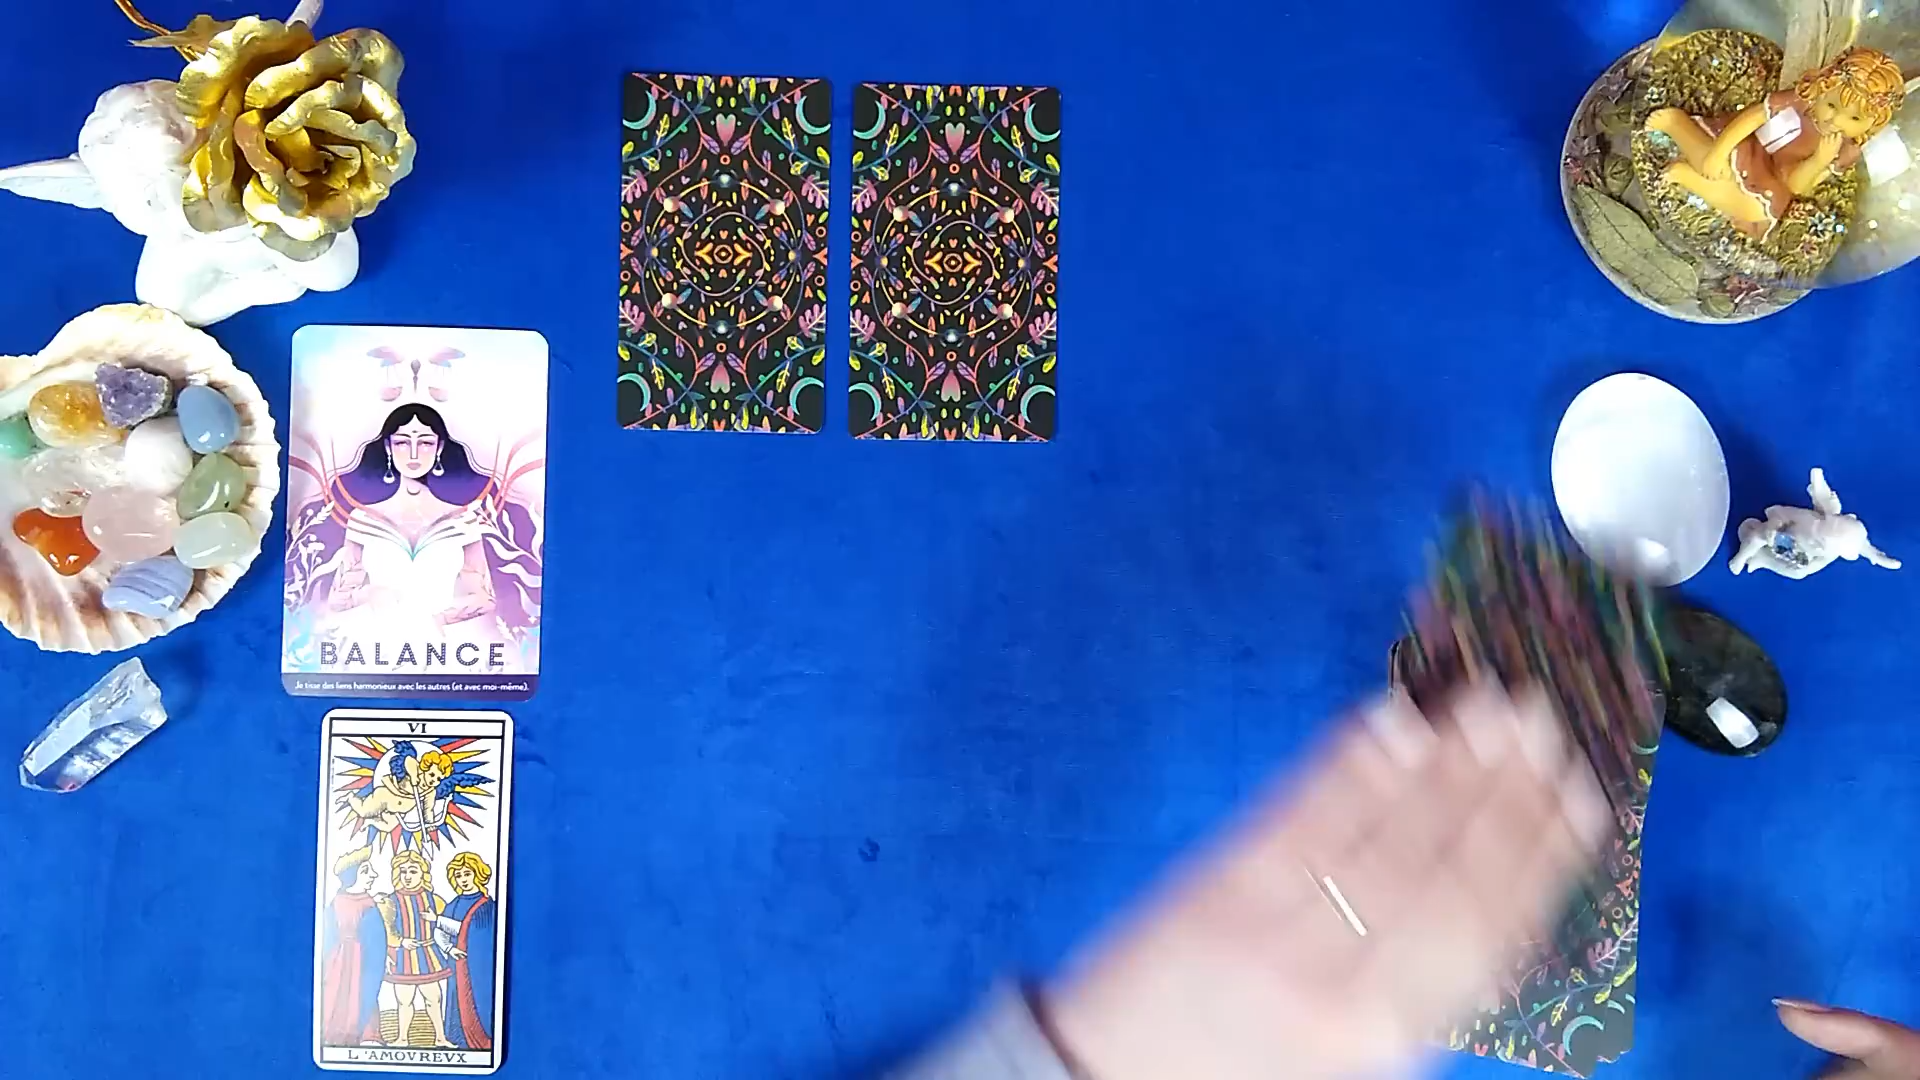 BALANCE
Je tisse des liens harmonieux avec les autres (et avec moi-même).
VI
L'AMOVREVX